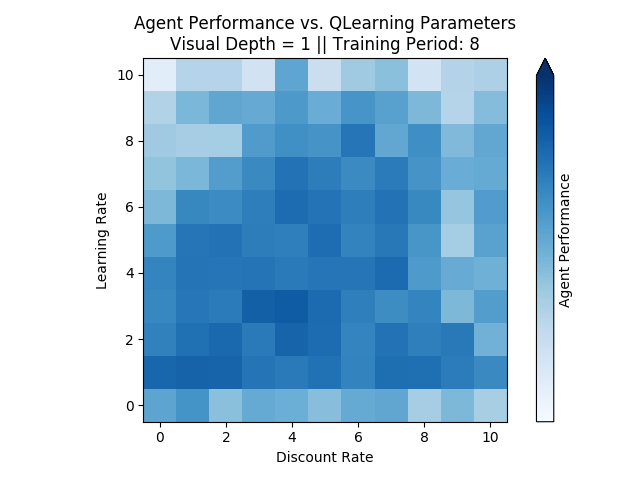 Agent Performance vs. QLearning Parameters
Visual Depth = 1 || Training Period: 8
10
8
6
4
2
0
Learning Rate
0 2 4 6 8 10
Discount Rate
Agent Performance